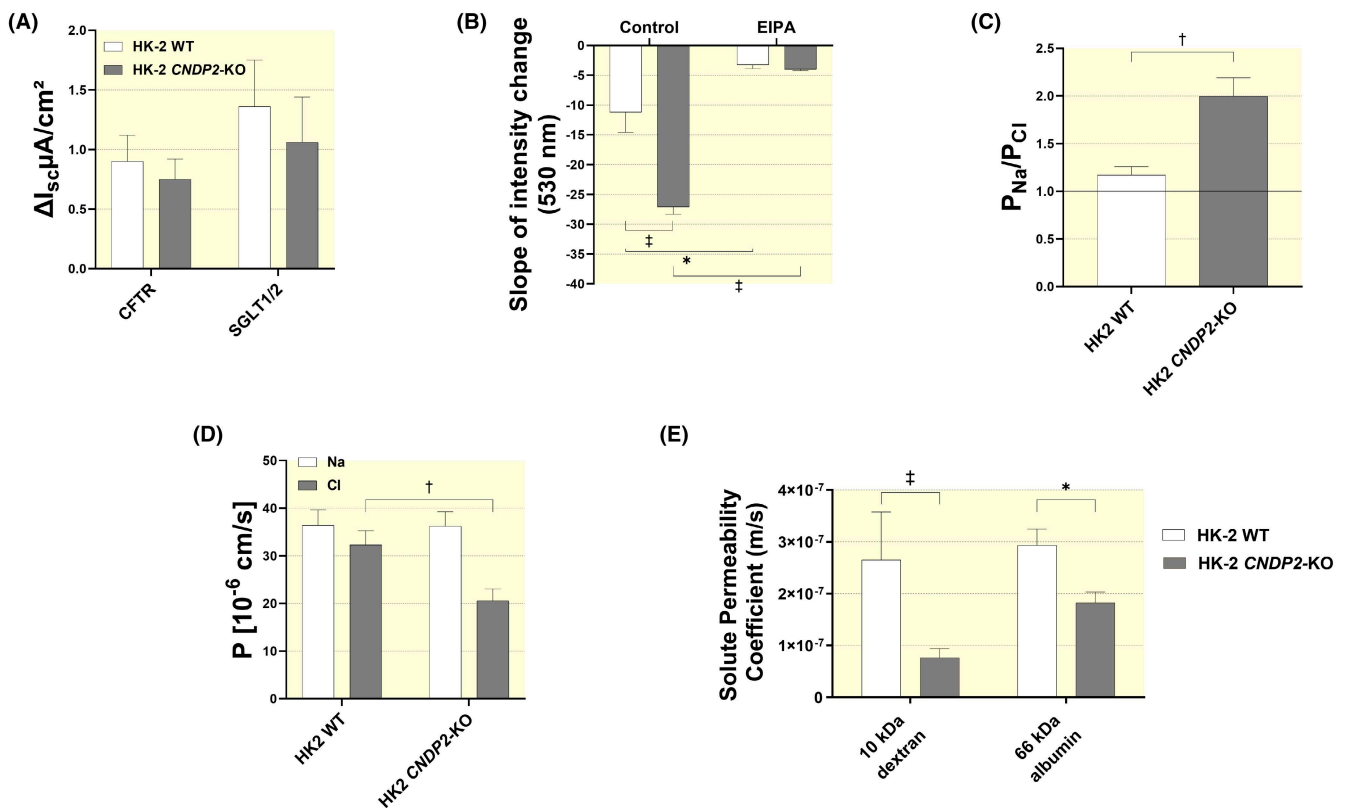 (A)
ΔIscµA/cm²
2.0
1.5
1.0
0.5
0.0
HK-2 WT
HK-2 CNDP2-KO
CFTR
SGLT1/2
(B)
Slope of intensity change
(530 nm)
Control
EIPA
0
-5
-10
-15
-20
-25
-30
-35
-40
‡
*
‡
(C)
PNa/PCl
2.5
2.0
1.5
1.0
0.5
0.0
†
HK2 WT
HK2 CNDP2-KO
(D)
P [10⁻⁶ cm/s]
50
40
30
20
10
0
Na
Cl
†
HK2 WT
HK2 CNDP2-KO
(E)
Solute Permeability
Coefficient (m/s)
4×10⁻⁷
3×10⁻⁷
2×10⁻⁷
1×10⁻⁷
0
‡
*
10 kDa
dextran
66 kDa
albumin
HK-2 WT
HK-2 CNDP2-KO